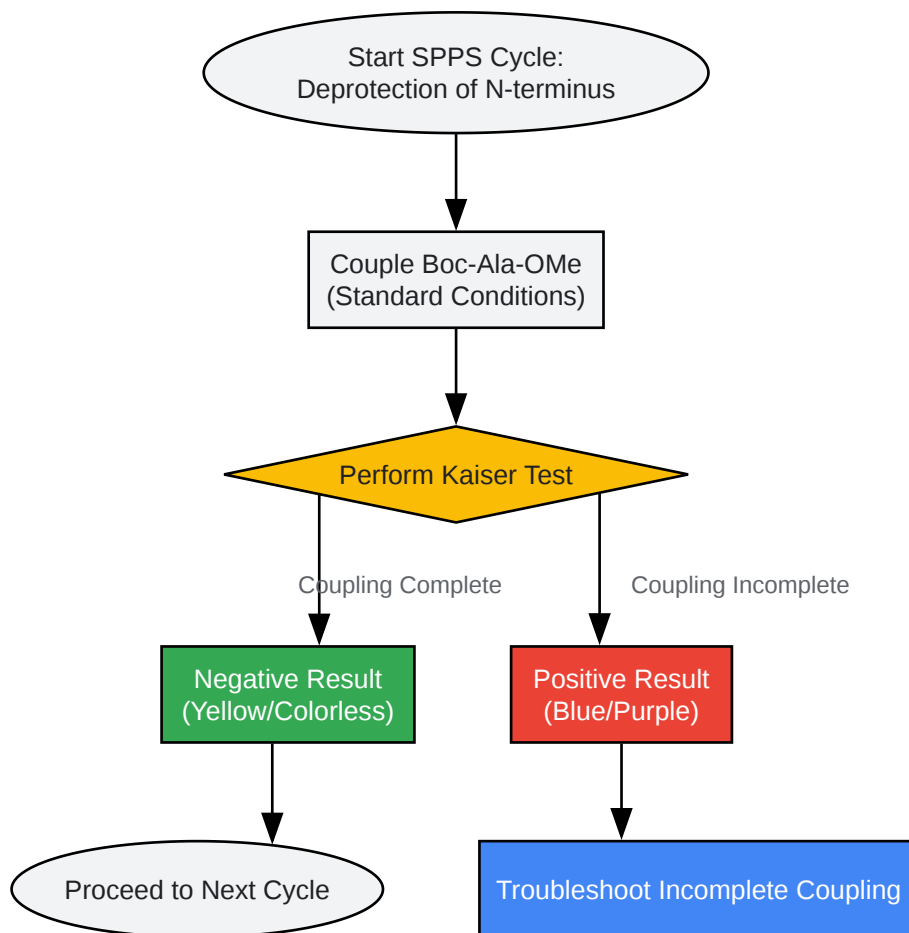 Start SPPS Cycle:
Deprotection of N-terminus
Couple Boc-Ala-OMe
(Standard Conditions)
Perform Kaiser Test
Coupling Complete
Coupling Incomplete
Negative Result
(Yellow/Colorless)
Positive Result
(Blue/Purple)
Proceed to Next Cycle
Troubleshoot Incomplete Coupling